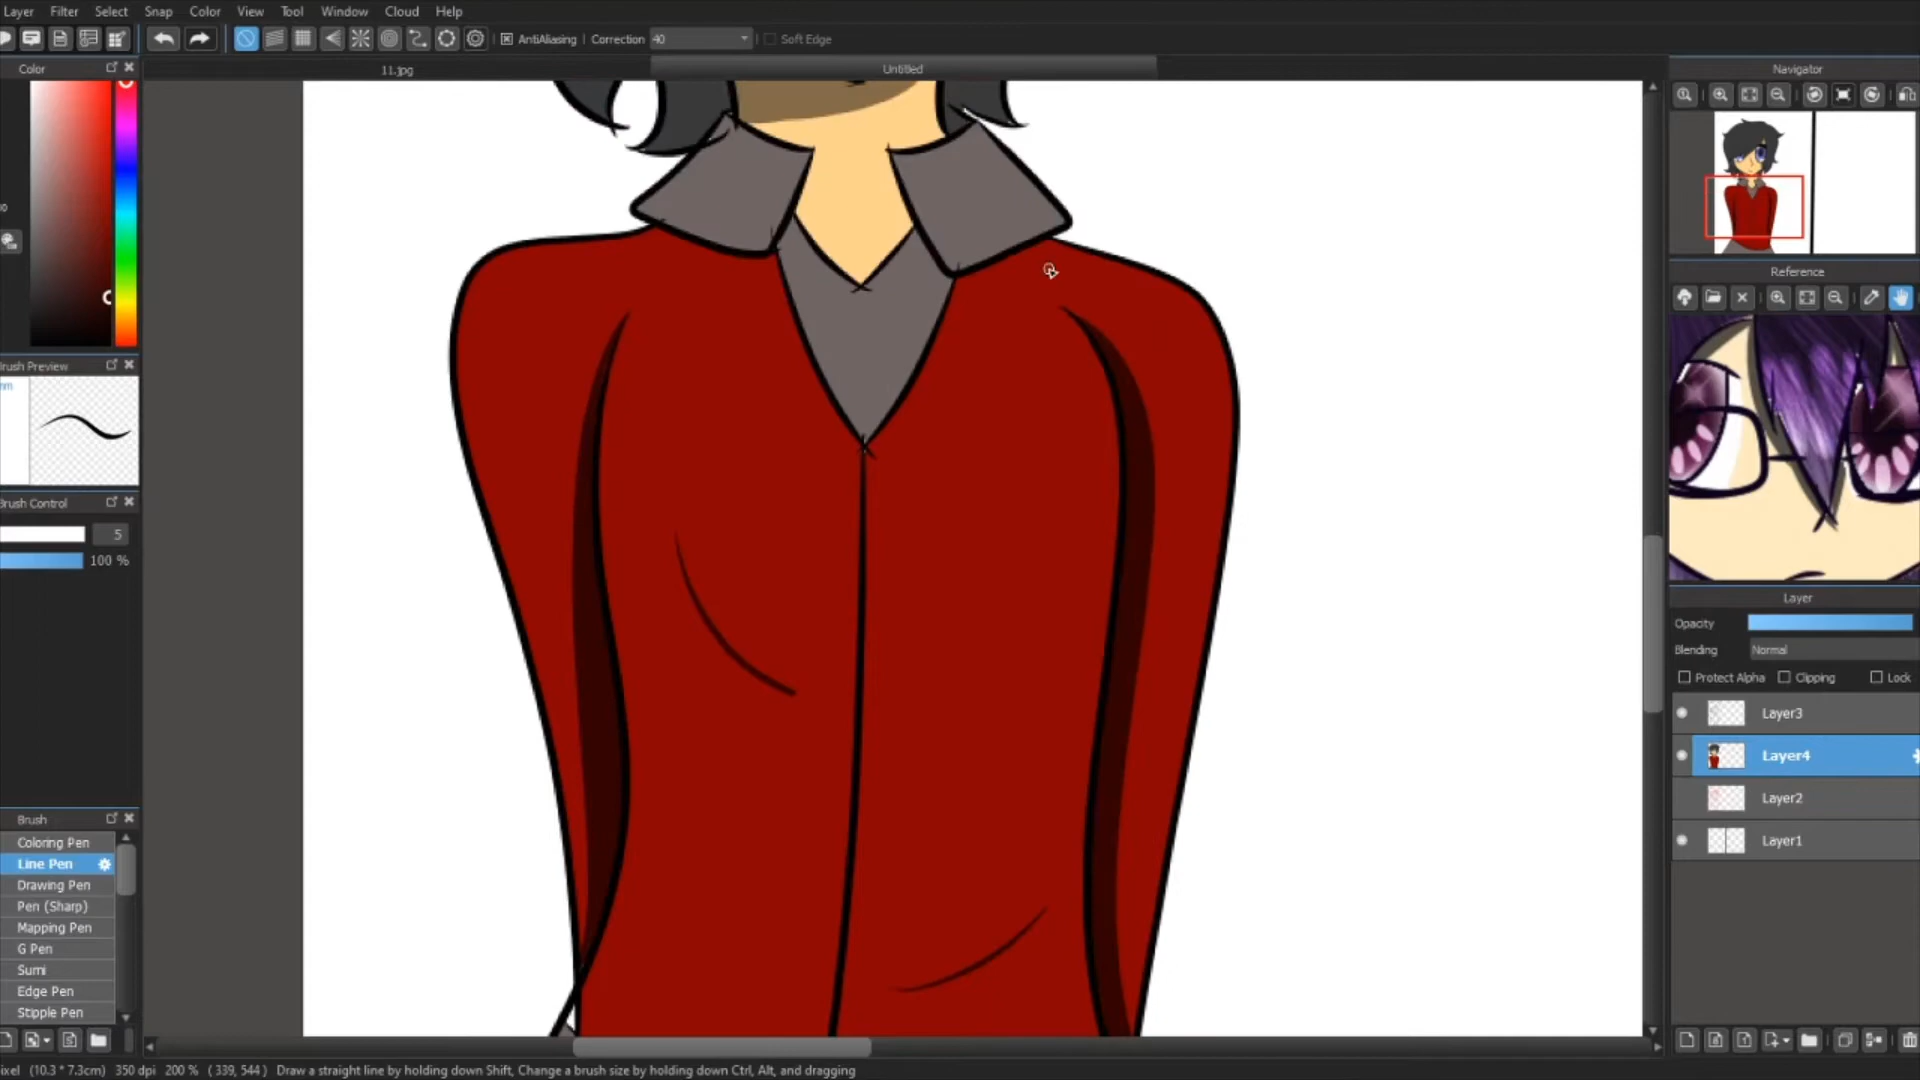 Layer Filter Select Snap Color View Tool Window Cloud Help
AntiAliasing Correction 40 Soft Edge
Color 11.jpg Untitled Navigator
Reference
Brush Preview
Brush Control
5
100 %
Layer
Opacity
Blending Normal
Protect Alpha Clipping Lock
Layer3
Layer4
Layer2
Layer1
Brush
Coloring Pen
Line Pen
Drawing Pen
Pen (Sharp)
Mapping Pen
G Pen
Sumi
Edge Pen
Stipple Pen
ixel (10.3 * 7.3cm) 350 dpi 200 % ( 339, 544 ) Draw a straight line by holding down Shift, Change a brush size by holding down Ctrl, Alt, and dragging